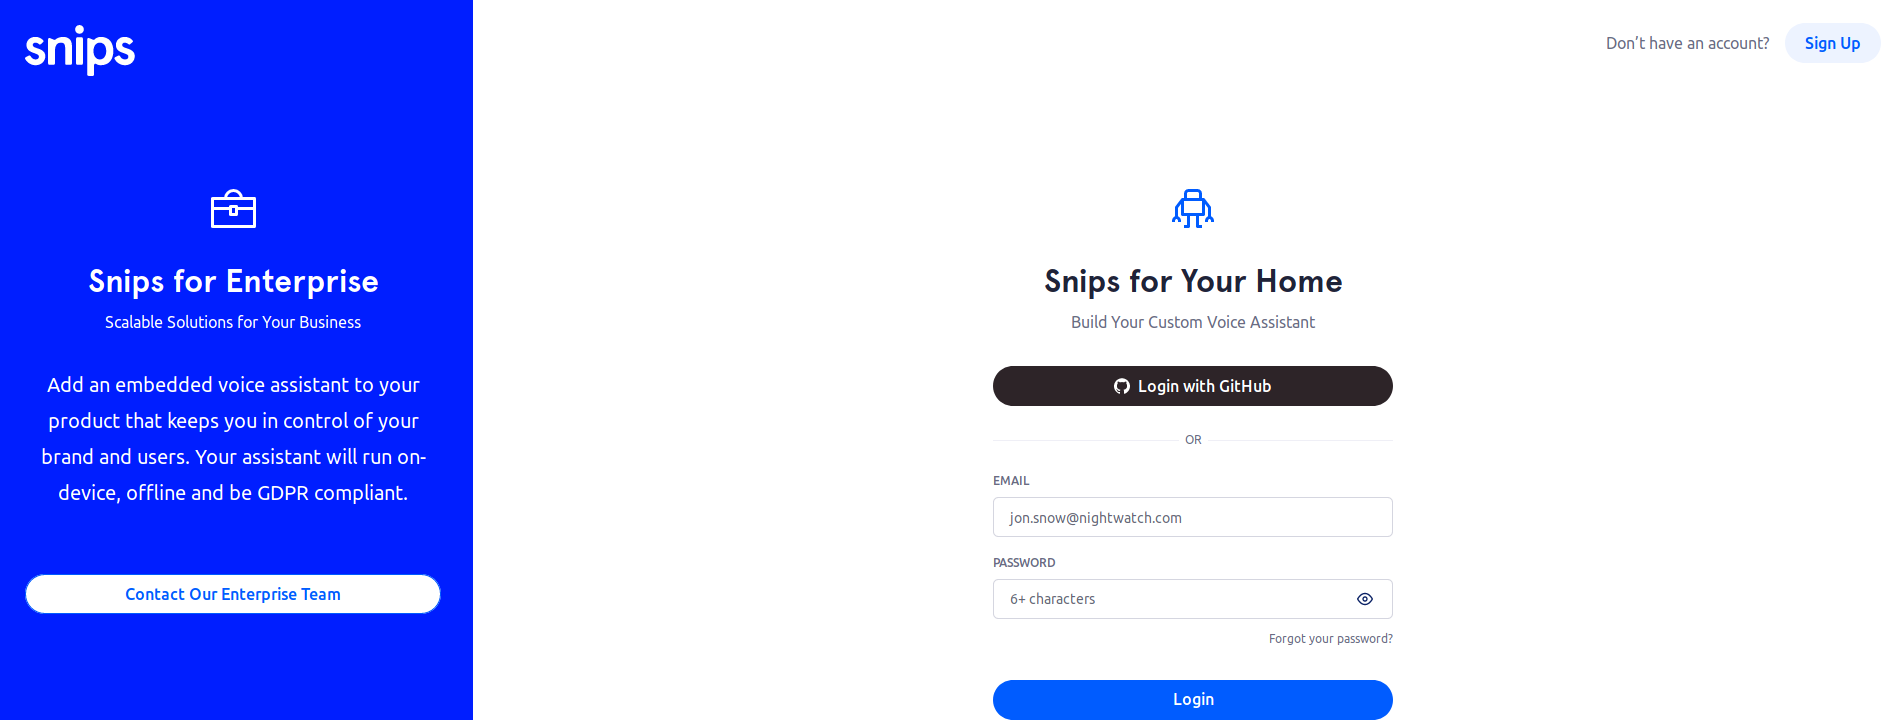 snips
Snips for Enterprise
Scalable Solutions for Your Business
Add an embedded voice assistant to your
product that keeps you in control of your
brand and users. Your assistant will run on-
device, offline and be GDPR compliant.
Contact Our Enterprise Team
Don’t have an account? Sign Up
Snips for Your Home
Build Your Custom Voice Assistant
Login with GitHub
OR
EMAIL
jon.snow@nightwatch.com
PASSWORD
6+ characters
Forgot your password?
Login